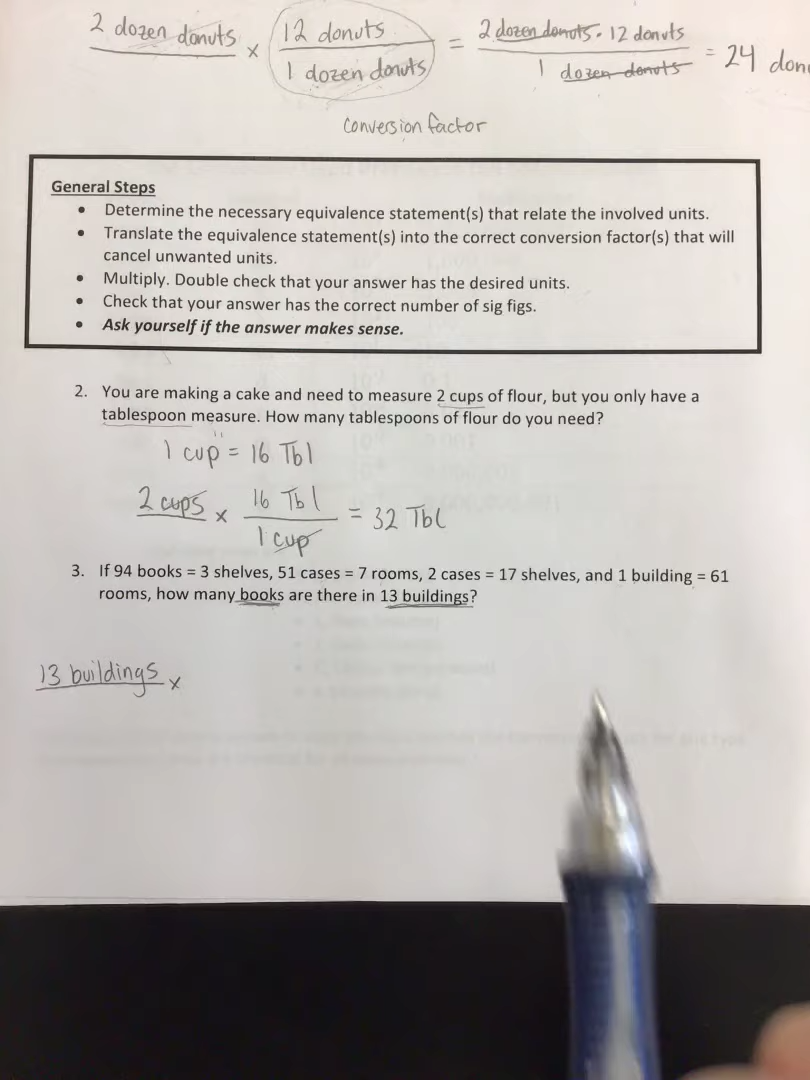 2 dozen donuts × 12 donuts / 1 dozen donuts = 2 dozen donuts · 12 donuts / 1 dozen donuts = 24 don
Conversion factor
General Steps
• Determine the necessary equivalence statement(s) that relate the involved units.
• Translate the equivalence statement(s) into the correct conversion factor(s) that will
cancel unwanted units.
• Multiply. Double check that your answer has the desired units.
• Check that your answer has the correct number of sig figs.
• Ask yourself if the answer makes sense.
2. You are making a cake and need to measure 2 cups of flour, but you only have a
tablespoon measure. How many tablespoons of flour do you need?
1 cup = 16 Tbl
2 cups × 16 Tbl / 1 cup = 32 Tbl
3. If 94 books = 3 shelves, 51 cases = 7 rooms, 2 cases = 17 shelves, and 1 building = 61
rooms, how many books are there in 13 buildings?
13 buildings ×